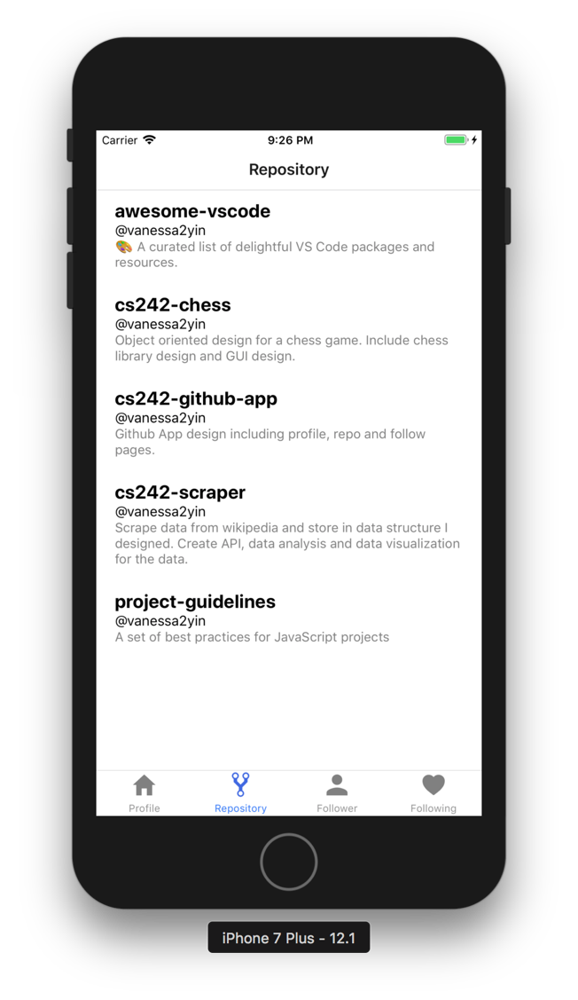 Carrier 9:26 PM
Repository
awesome-vscode
@vanessa2yin
🎨 A curated list of delightful VS Code packages and
resources.
cs242-chess
@vanessa2yin
Object oriented design for a chess game. Include chess
library design and GUI design.
cs242-github-app
@vanessa2yin
Github App design including profile, repo and follow
pages.
cs242-scraper
@vanessa2yin
Scrape data from wikipedia and store in data structure I
designed. Create API, data analysis and data visualization
for the data.
project-guidelines
@vanessa2yin
A set of best practices for JavaScript projects
Profile Repository Follower Following
iPhone 7 Plus - 12.1